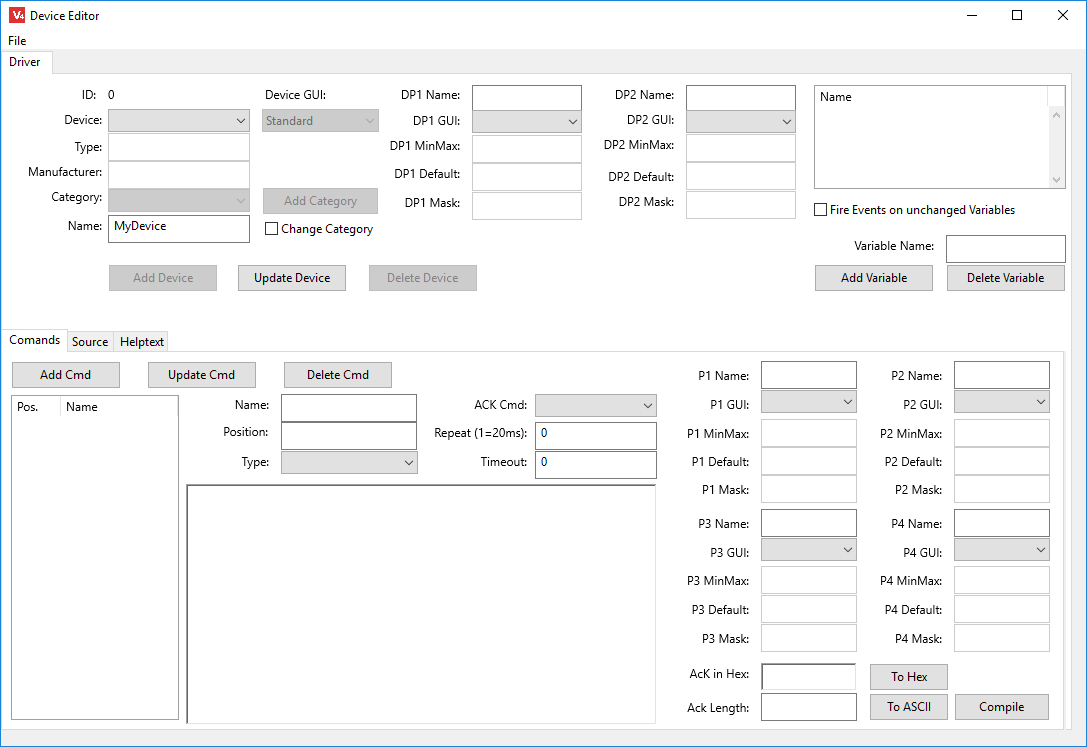 V4 Device Editor
File
Driver
ID: 0 Device GUI: DP1 Name: DP2 Name: Name
Device: Standard DP1 GUI: DP2 GUI:
Type: DP1 MinMax: DP2 MinMax:
Manufacturer: DP1 Default: DP2 Default:
Category: Add Category DP1 Mask: DP2 Mask:
Fire Events on unchanged Variables
Name: MyDevice Change Category
Variable Name:
Add Device Update Device Delete Device Add Variable Delete Variable
Comands Source Helptext
Add Cmd Update Cmd Delete Cmd P1 Name: P2 Name:
Pos. Name Name: ACK Cmd: P1 GUI: P2 GUI:
Position: Repeat (1=20ms): 0 P1 MinMax: P2 MinMax:
Type: Timeout: 0 P1 Default: P2 Default:
P1 Mask: P2 Mask:
P3 Name: P4 Name:
P3 GUI: P4 GUI:
P3 MinMax: P4 MinMax:
P3 Default: P4 Default:
P3 Mask: P4 Mask:
AcK in Hex: To Hex
Ack Length: To ASCII Compile